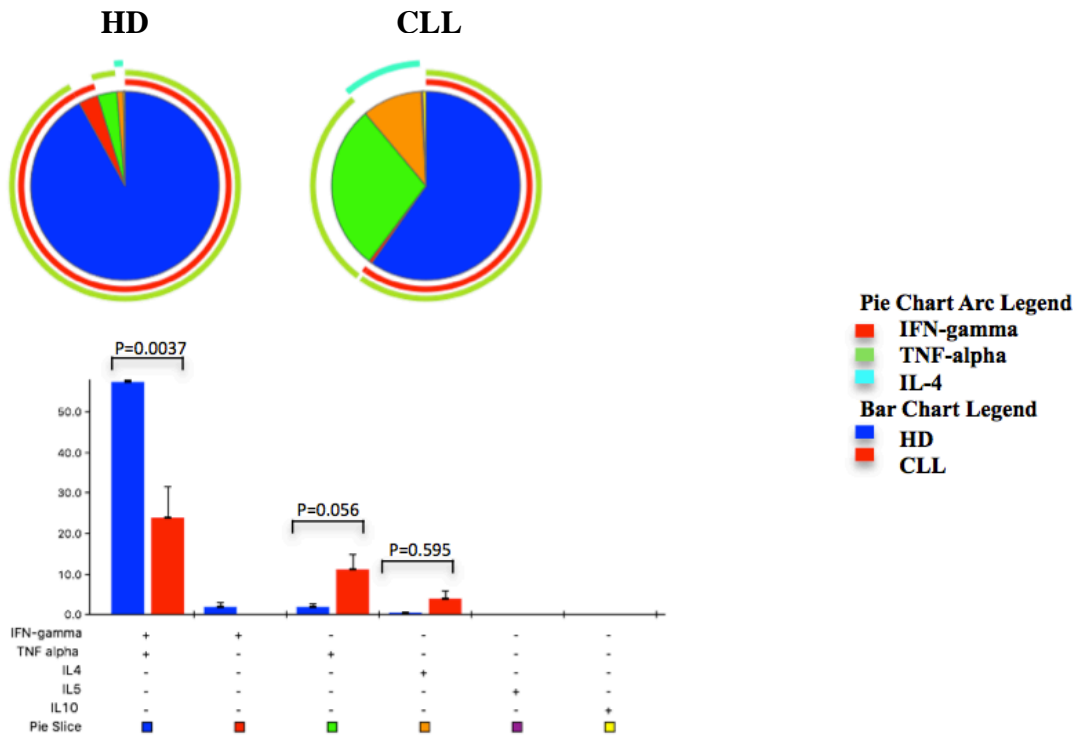 HD CLL
P=0.0037
P=0.056
P=0.595
50.0
40.0
30.0
20.0
10.0
0.0
IFN-gamma + + - - - -
TNF alpha + - + - - -
IL4 - - - + - -
IL5 - - - - + -
IL10 - - - - - +
Pie Slice
Pie Chart Arc Legend
IFN-gamma
TNF-alpha
IL-4
Bar Chart Legend
HD
CLL